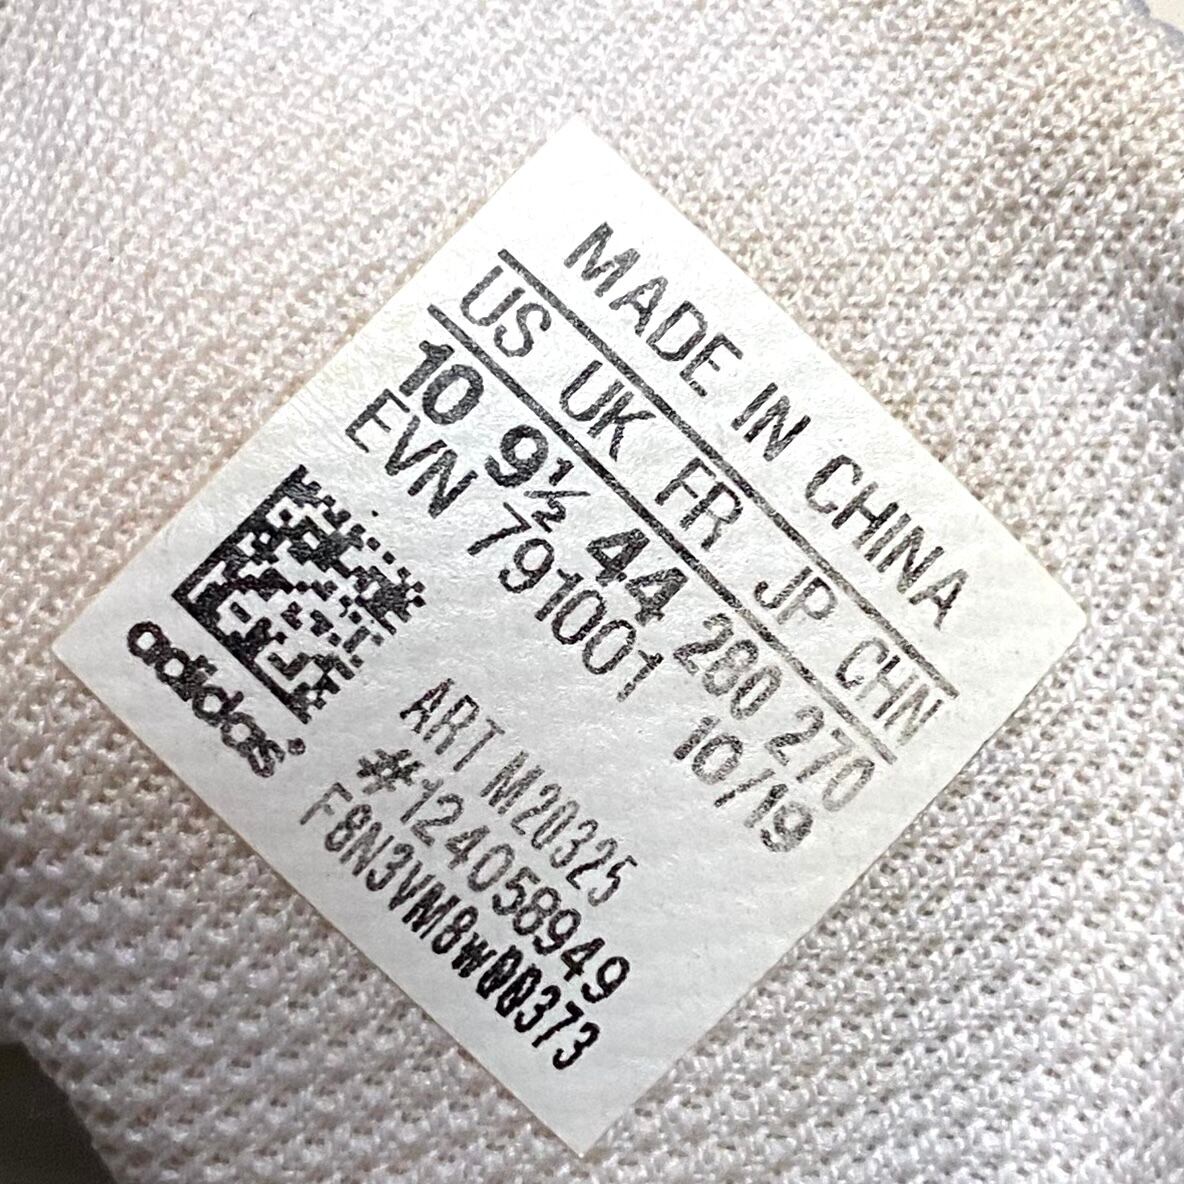 MADE IN CHINA
US UK FR JP CHN
10 9½ 44 280 270
EVN 791001 10/19
ART M20325
#124058949
F8N3VM8W00373
adidas